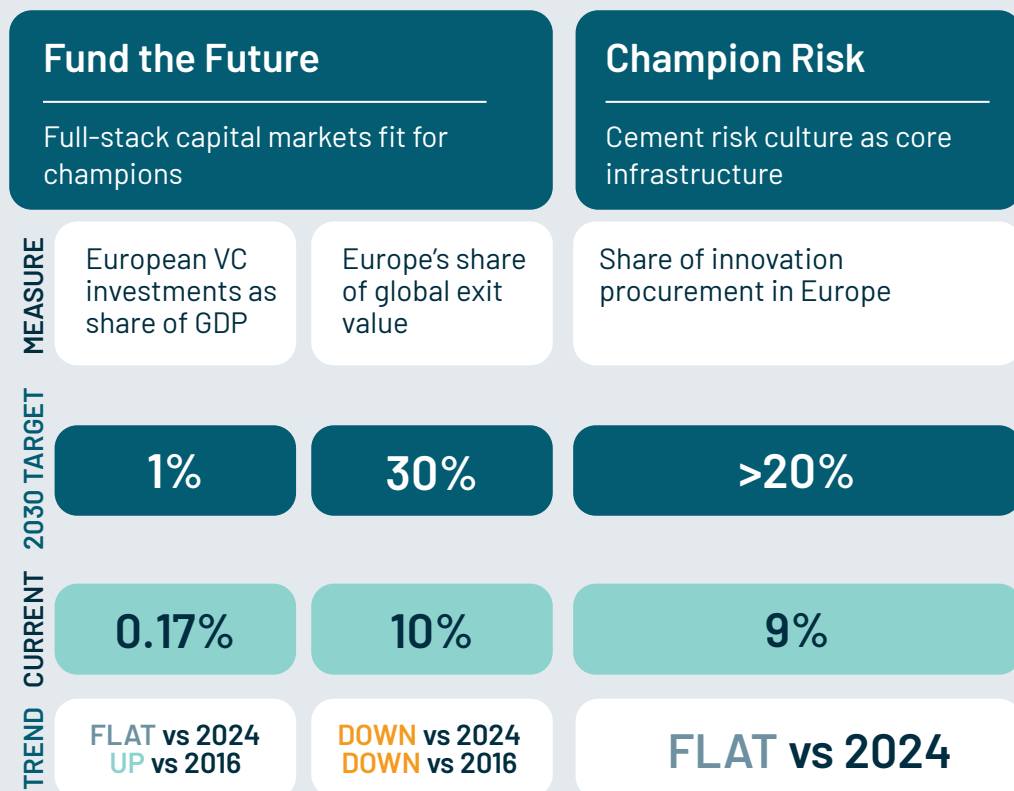 Fund the Future
Full-stack capital markets fit for
champions
Champion Risk
Cement risk culture as core
infrastructure
MEASURE
European VC
investments as
share of GDP
Europe's share
of global exit
value
Share of innovation
procurement in Europe
2030 TARGET
1%
30%
>20%
CURRENT
0.17%
10%
9%
TREND
FLAT vs 2024
UP vs 2016
DOWN vs 2024
DOWN vs 2016
FLAT vs 2024